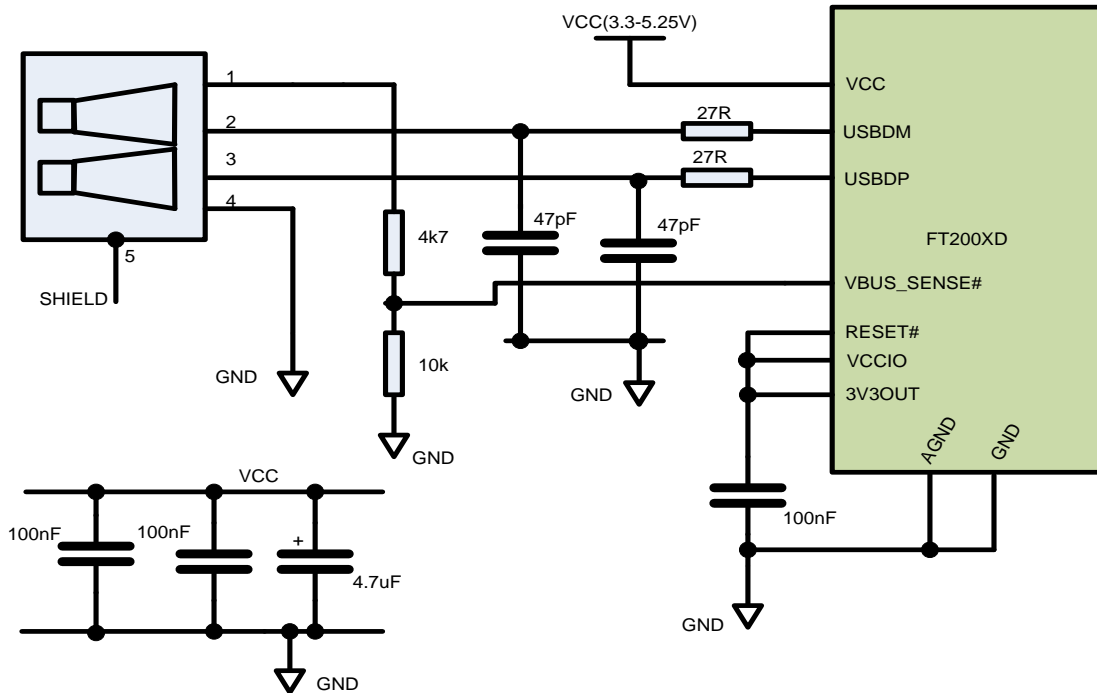 VCC(3.3-5.25V)
1
VCC
27R
2
USBDM
27R
3
USBDP
4
47pF
47pF
4k7
FT200XD
5
VBUS_SENSE#
SHIELD
RESET#
10k
VCCIO
GND
GND
3V3OUT
AGND
GND
GND
VCC
100nF
100nF
100nF
+
4.7uF
GND
GND